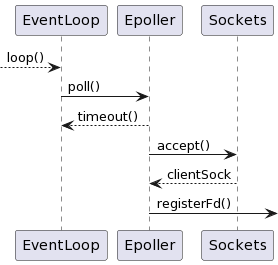 EventLoop Epoller Sockets
loop()
poll()
timeout()
accept()
clientSock
registerFd()
EventLoop Epoller Sockets